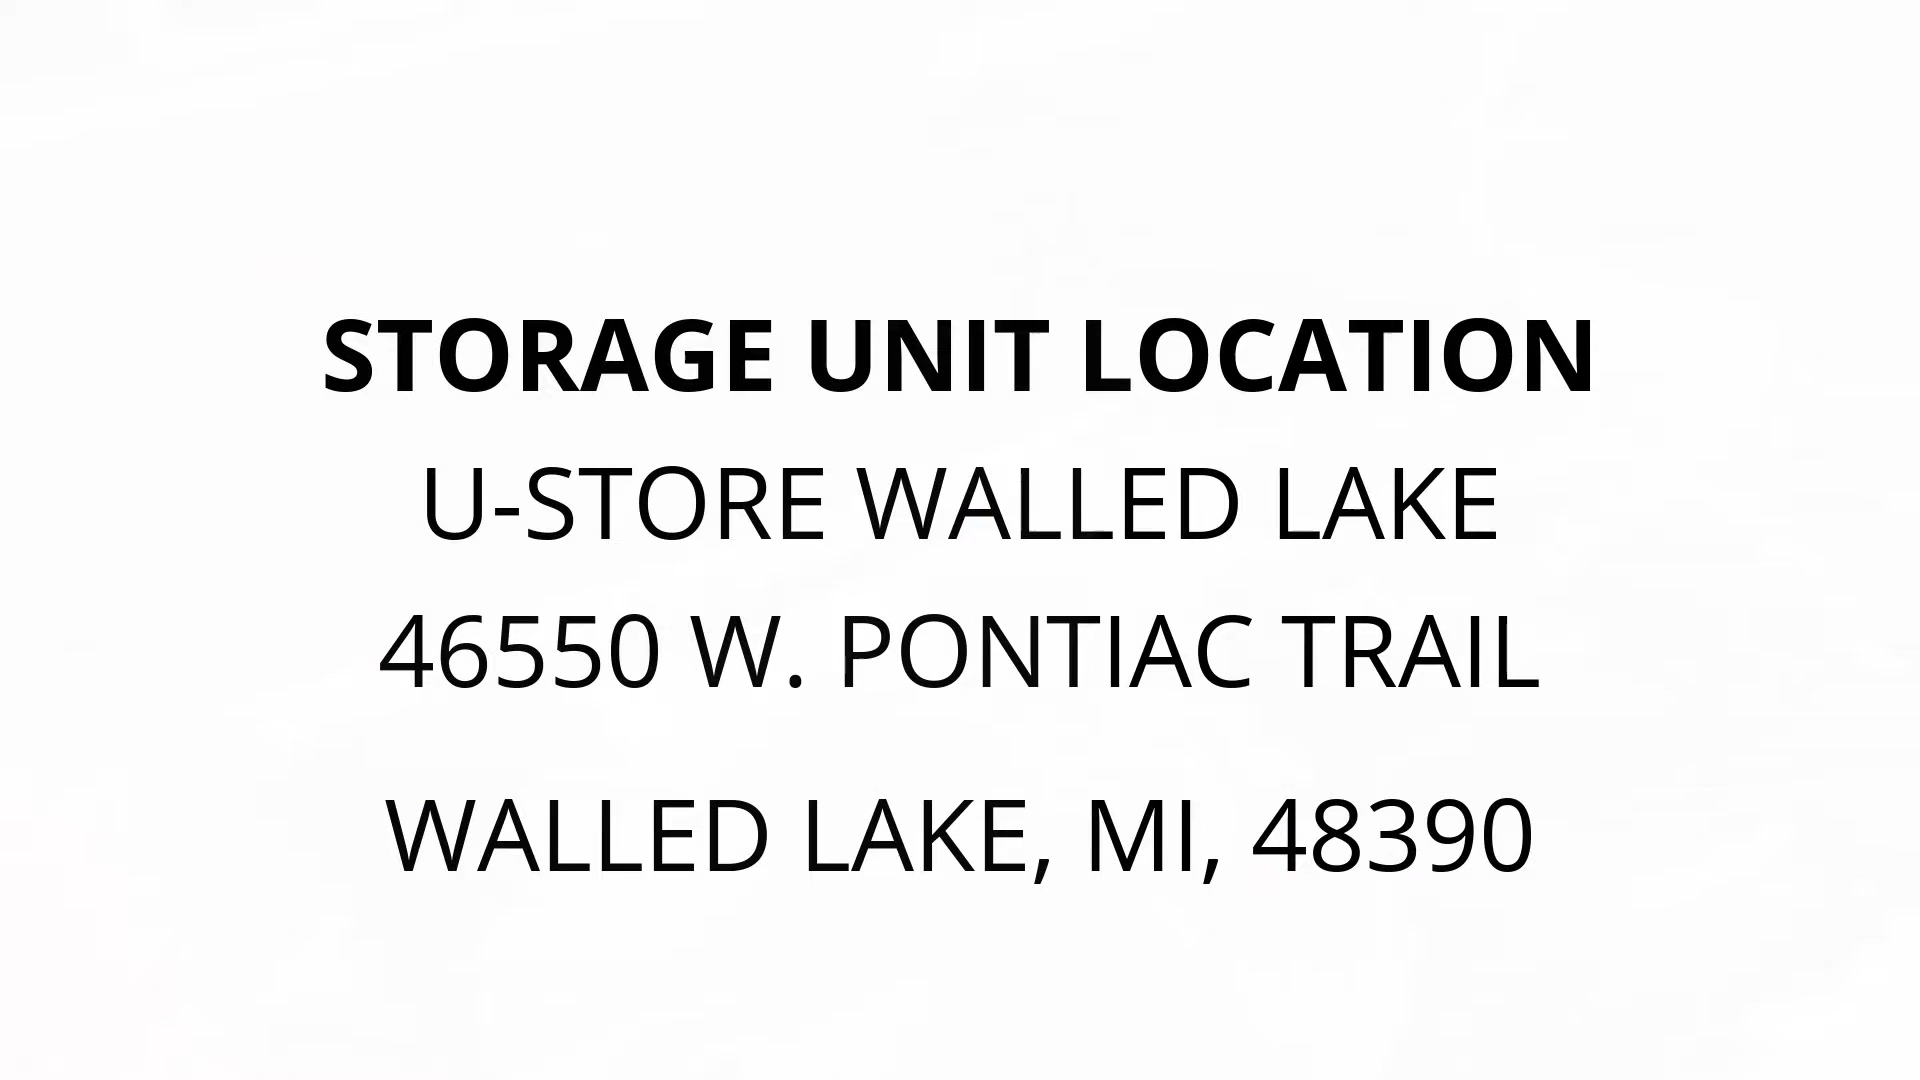 STORAGE UNIT LOCATION
U-STORE WALLED LAKE
46550 W. PONTIAC TRAIL
WALLED LAKE, MI, 48390